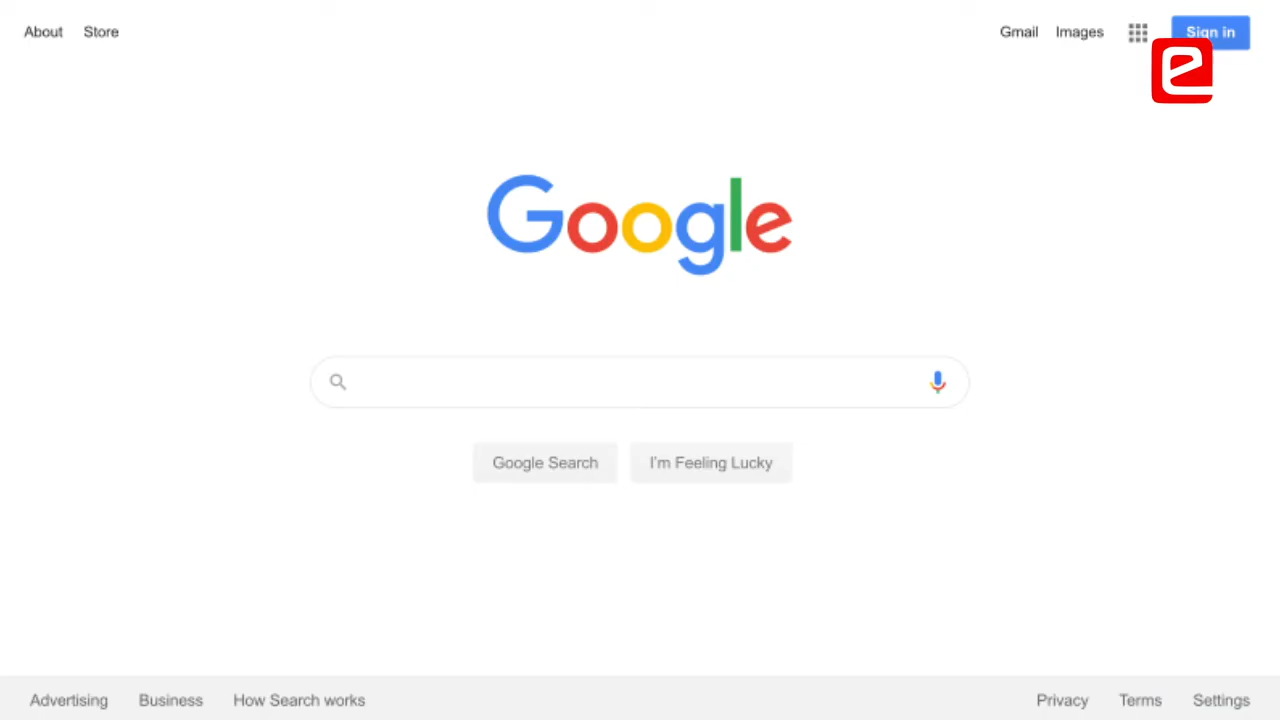 About Store Gmail Images Sign in
e
Google
Google Search I'm Feeling Lucky
Advertising Business How Search works Privacy Terms Settings